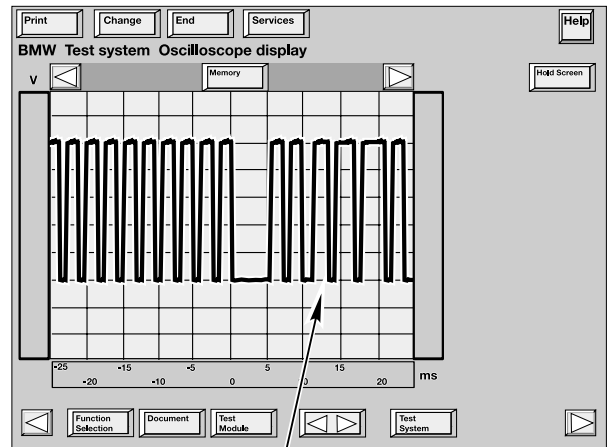 Print Change End Services Help
BMW Test system Oscilloscope display
V Memory Hold Screen
-25 -15 -5 5 15
-20 -10 0 20 ms
Function Selection Document Test Module Test System